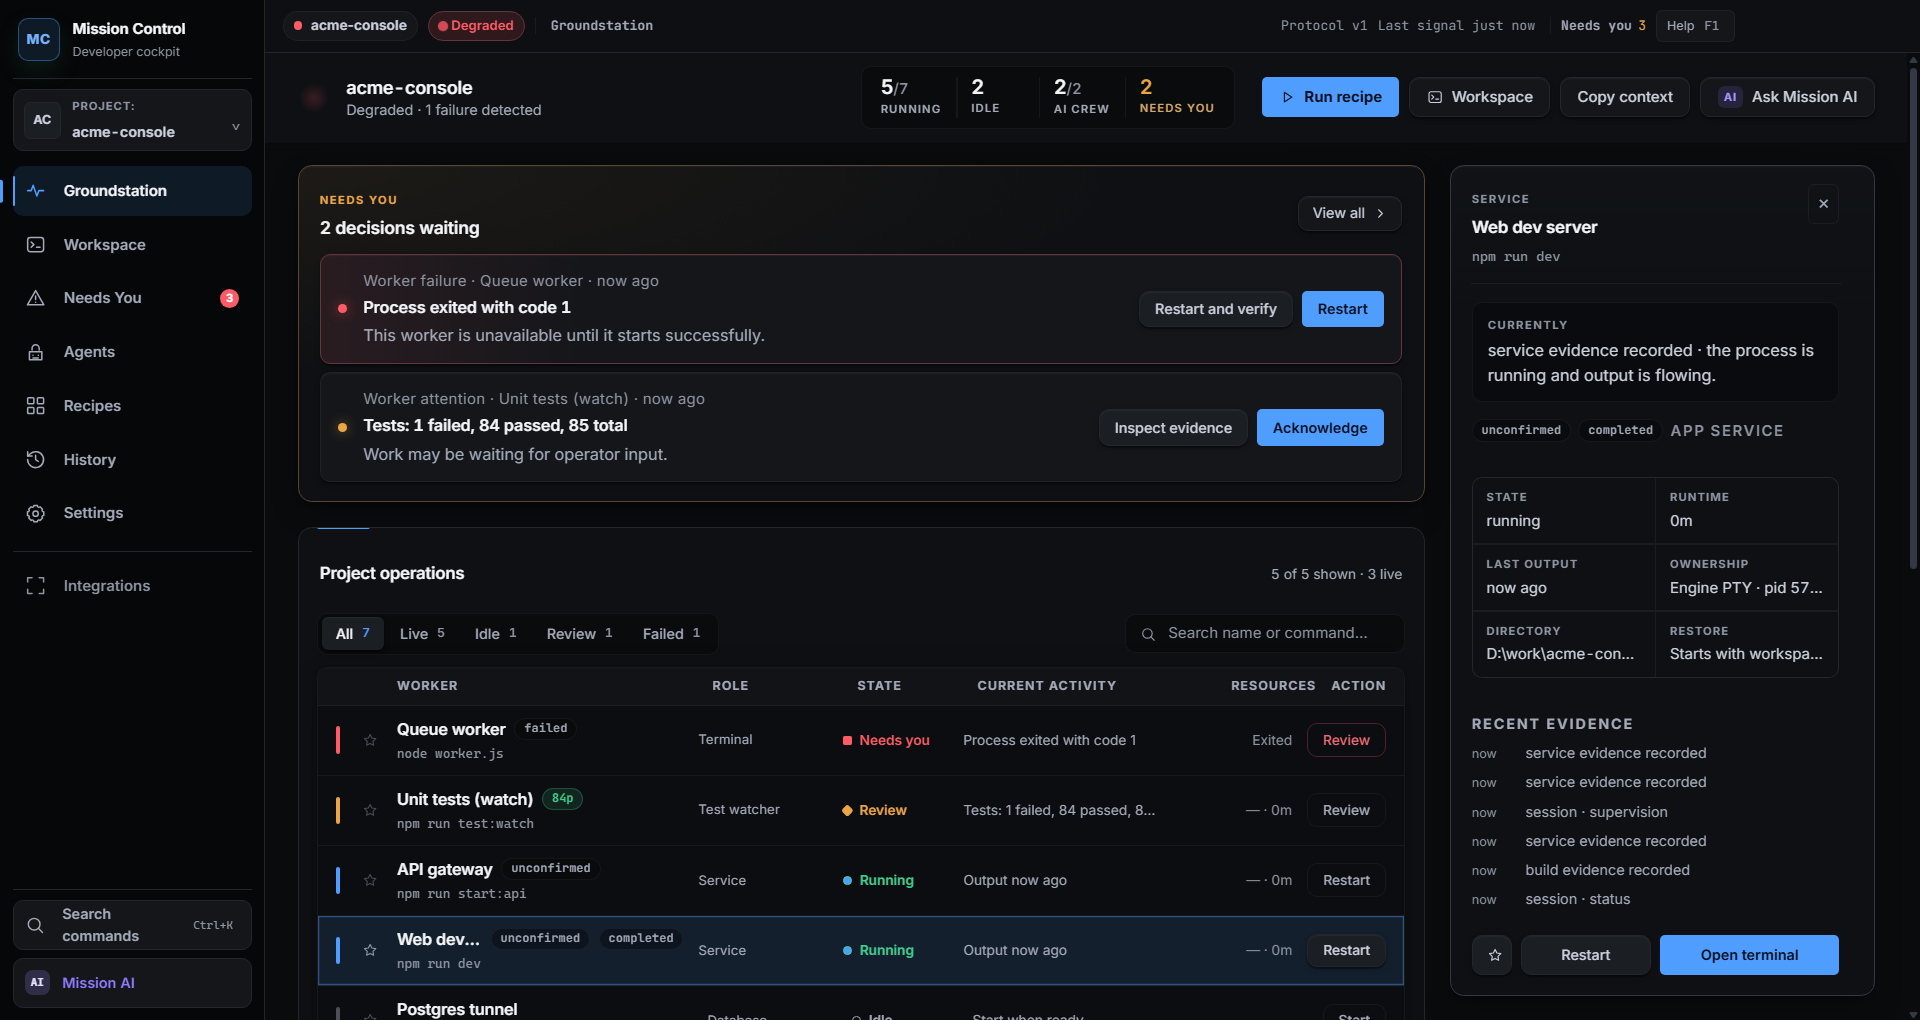 MC
Mission Control
Developer cockpit
AC
PROJECT:
acme-console
Groundstation
Workspace
Needs You 3
Agents
Recipes
History
Settings
Integrations
Search commands Ctrl+K
AI Mission AI
acme-console Degraded Groundstation
Protocol v1 Last signal just now Needs you 3 Help F1
acme-console
Degraded · 1 failure detected
5/7 RUNNING
2 IDLE
2/2 AI CREW
2 NEEDS YOU
Run recipe
Workspace
Copy context
AI Ask Mission AI
NEEDS YOU
2 decisions waiting
View all
Worker failure · Queue worker · now ago
Process exited with code 1
This worker is unavailable until it starts successfully.
Restart and verify Restart
Worker attention · Unit tests (watch) · now ago
Tests: 1 failed, 84 passed, 85 total
Work may be waiting for operator input.
Inspect evidence Acknowledge
Project operations
5 of 5 shown · 3 live
All 7 Live 5 Idle 1 Review 1 Failed 1
Search name or command...
WORKER ROLE STATE CURRENT ACTIVITY RESOURCES ACTION
Queue worker failed
node worker.js
Terminal Needs you Process exited with code 1 Exited Review
Unit tests (watch) 84p
npm run test:watch
Test watcher Review Tests: 1 failed, 84 passed, 8... — · 0m Review
API gateway unconfirmed
npm run start:api
Service Running Output now ago — · 0m Restart
Web dev... unconfirmed completed
npm run dev
Service Running Output now ago — · 0m Restart
Postgres tunnel
Database Idle Start when ready Start
SERVICE
Web dev server
npm run dev
CURRENTLY
service evidence recorded · the process is
running and output is flowing.
unconfirmed completed APP SERVICE
STATE
running
RUNTIME
0m
LAST OUTPUT
now ago
OWNERSHIP
Engine PTY · pid 57...
DIRECTORY
D:\work\acme-con...
RESTORE
Starts with workspa...
RECENT EVIDENCE
now service evidence recorded
now service evidence recorded
now session · supervision
now service evidence recorded
now build evidence recorded
now session · status
Restart
Open terminal